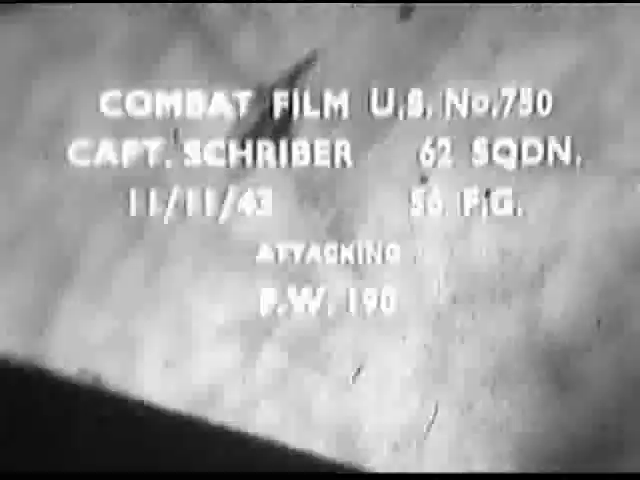 COMBAT FILM U.S. No.750
CAPT. SCHRIBER 62 SQDN.
11/11/43 56 F.G.
ATTACKING
F.W. 190